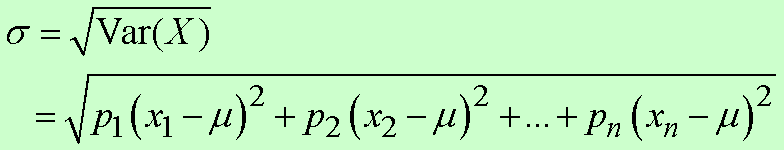 σ = √Var(X)
= √p₁(x₁ − μ)² + p₂(x₂ − μ)² + ... + pₙ(xₙ − μ)²